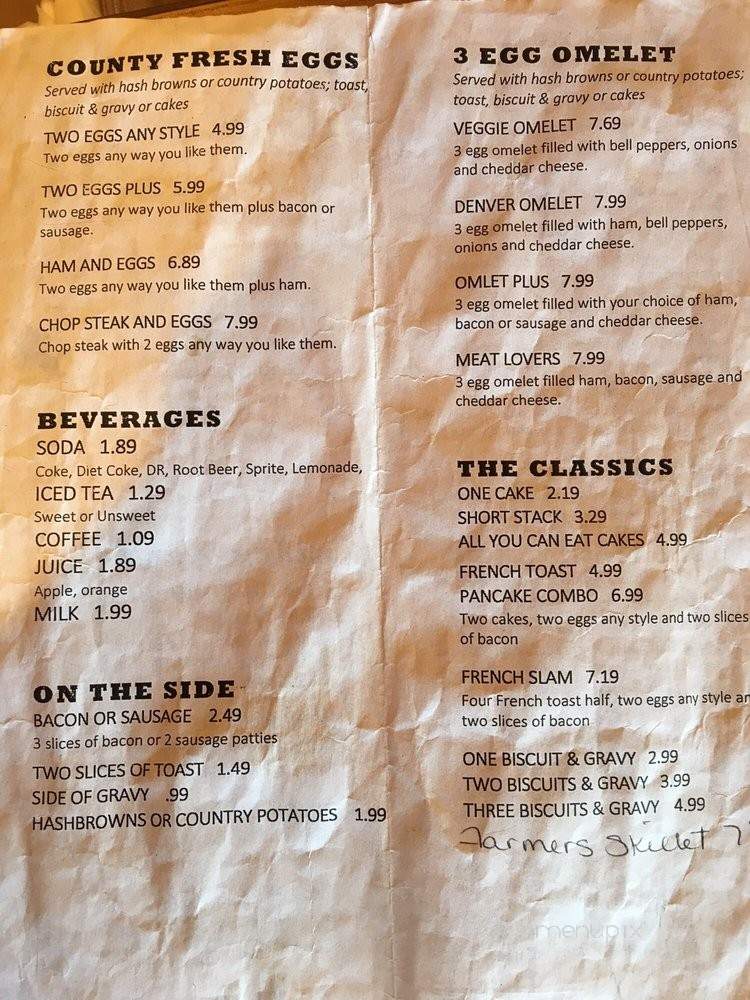 COUNTY FRESH EGGS
Served with hash browns or country potatoes; toast,
biscuit & gravy or cakes
TWO EGGS ANY STYLE 4.99
Two eggs any way you like them.
TWO EGGS PLUS 5.99
Two eggs any way you like them plus bacon or
sausage.
HAM AND EGGS 6.89
Two eggs any way you like them plus ham.
CHOP STEAK AND EGGS 7.99
Chop steak with 2 eggs any way you like them.
BEVERAGES
SODA 1.89
Coke, Diet Coke, DR, Root Beer, Sprite, Lemonade,
ICED TEA 1.29
Sweet or Unsweet
COFFEE 1.09
JUICE 1.89
Apple, orange
MILK 1.99
ON THE SIDE
BACON OR SAUSAGE 2.49
3 slices of bacon or 2 sausage patties
TWO SLICES OF TOAST 1.49
SIDE OF GRAVY .99
HASHBROWNS OR COUNTRY POTATOES 1.99
3 EGG OMELET
Served with hash browns or country potatoes;
toast, biscuit & gravy or cakes
VEGGIE OMELET 7.69
3 egg omelet filled with bell peppers, onions
and cheddar cheese.
DENVER OMELET 7.99
3 egg omelet filled with ham, bell peppers,
onions and cheddar cheese.
OMLET PLUS 7.99
3 egg omelet filled with your choice of ham,
bacon or sausage and cheddar cheese.
MEAT LOVERS 7.99
3 egg omelet filled ham, bacon, sausage and
cheddar cheese.
THE CLASSICS
ONE CAKE 2.19
SHORT STACK 3.29
ALL YOU CAN EAT CAKES 4.99
FRENCH TOAST 4.99
PANCAKE COMBO 6.99
Two cakes, two eggs any style and two slices
of bacon
FRENCH SLAM 7.19
Four French toast half, two eggs any style
two slices of bacon
ONE BISCUIT & GRAVY 2.99
TWO BISCUITS & GRAVY 3.99
THREE BISCUITS & GRAVY 4.99
Farmers Skillet
menupix